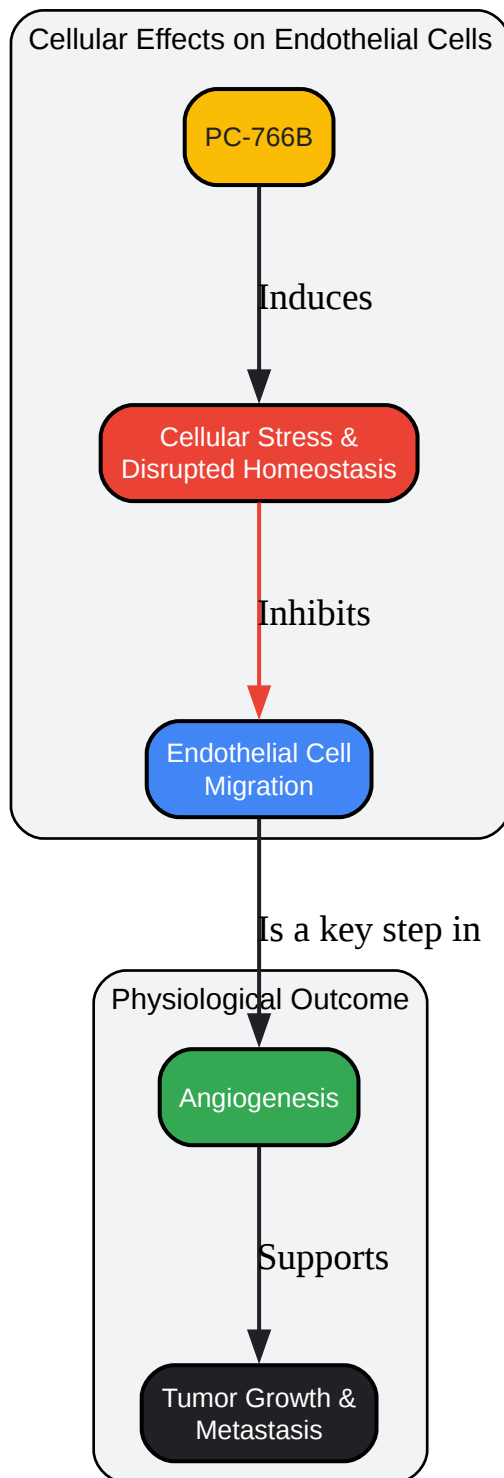 Cellular Effects on Endothelial Cells
PC-766B
Induces
Cellular Stress &
Disrupted Homeostasis
Inhibits
Endothelial Cell
Migration
Is a key step in
Physiological Outcome
Angiogenesis
Supports
Tumor Growth &
Metastasis